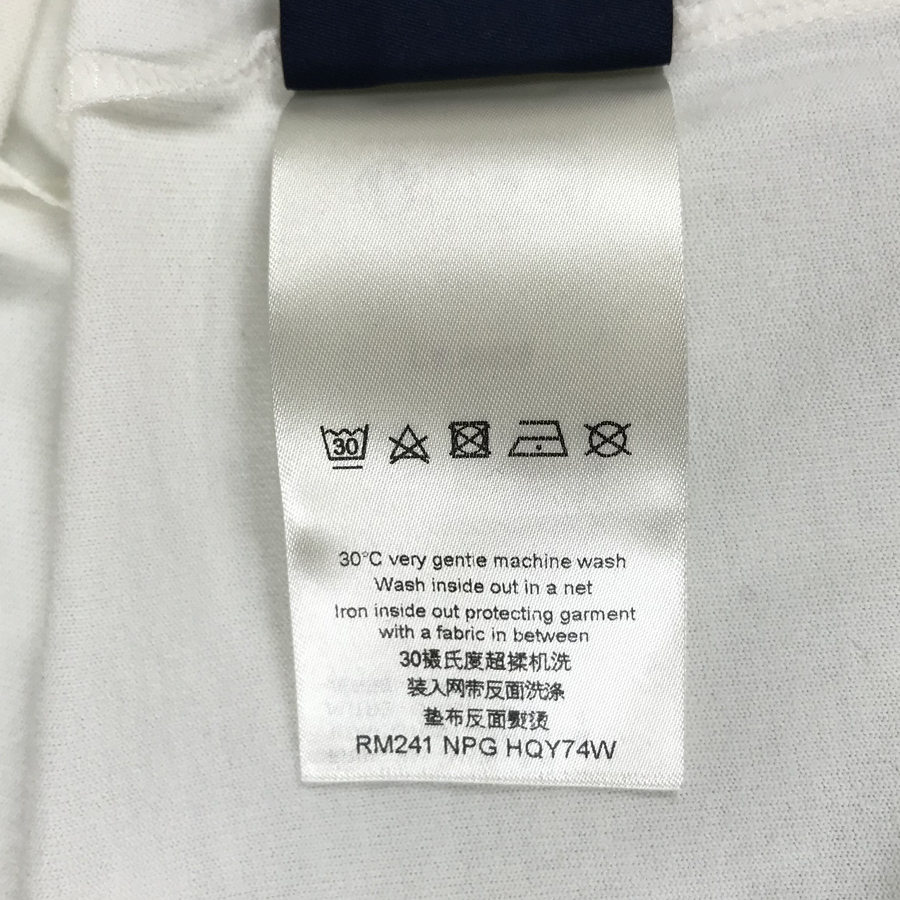 30
30°C very gentle machine wash
Wash inside out in a net
Iron inside out protecting garment
with a fabric in between
30摄氏度超揉机洗
装入网带反面洗涤
垫布反面熨烫
RM241 NPG HQY74W